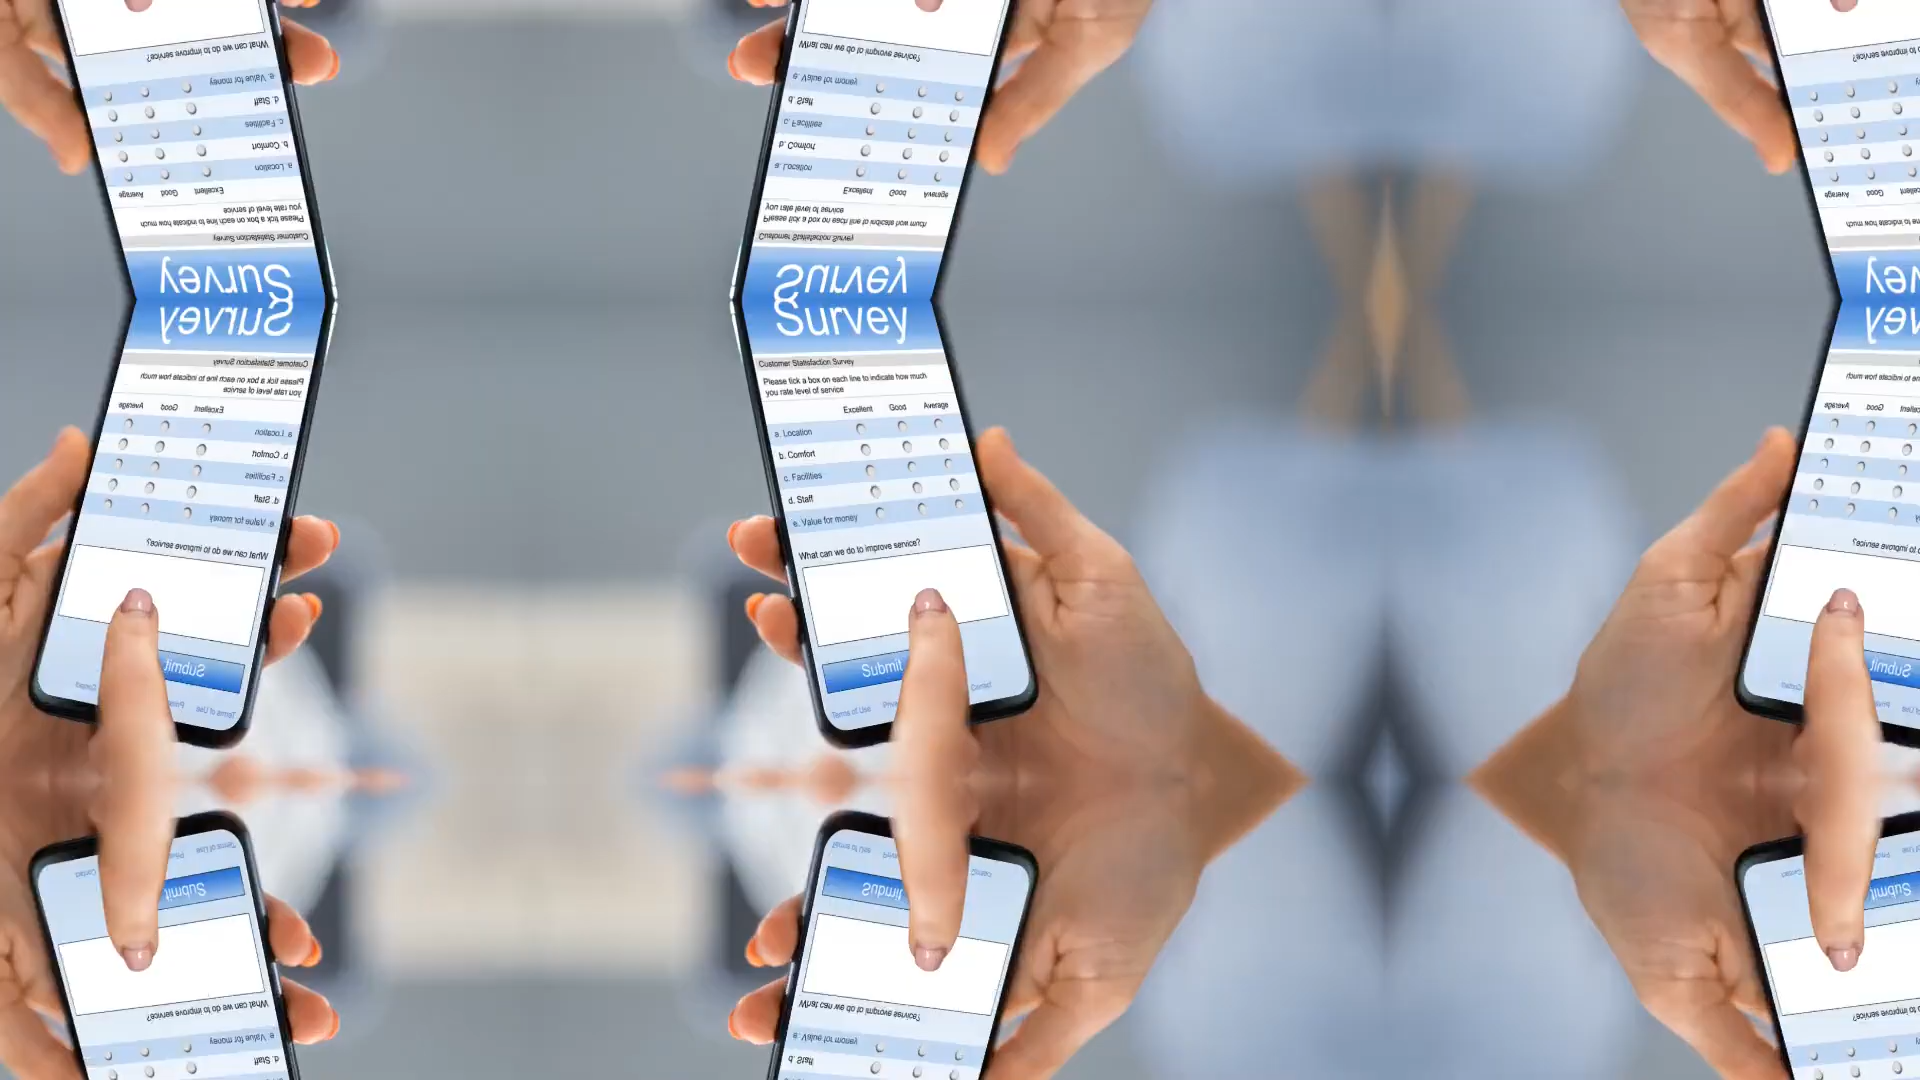 Survey
Customer Statisfaction Survey
Please tick a box on each line to indicate how much
you rate level of service
Excellent Good Average
a. Location
b. Comfort
c. Facilities
d. Staff
e. Value for money
What can we do to improve service?
Submit
Terms of Use
Contact